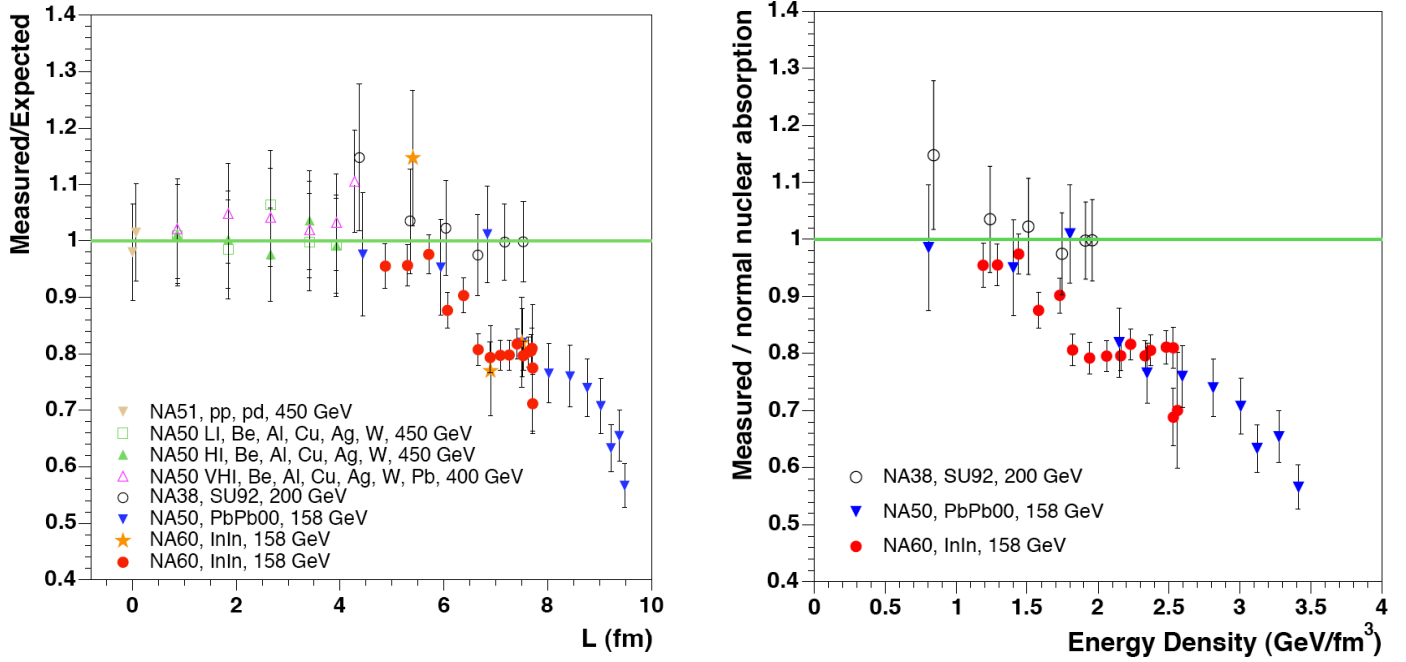 Measured/Expected
1.4
1.3
1.2
1.1
1
0.9
0.8
0.7
0.6
0.5
0.4
NA51, pp, pd, 450 GeV
NA50 LI, Be, Al, Cu, Ag, W, 450 GeV
NA50 HI, Be, Al, Cu, Ag, W, 450 GeV
NA50 VHI, Be, Al, Cu, Ag, W, Pb, 400 GeV
NA38, SU92, 200 GeV
NA50, PbPb00, 158 GeV
NA60, InIn, 158 GeV
NA60, InIn, 158 GeV
0 2 4 6 8 10
L (fm)
Measured / normal nuclear absorption
1.4
1.3
1.2
1.1
1
0.9
0.8
0.7
0.6
0.5
0.4
NA38, SU92, 200 GeV
NA50, PbPb00, 158 GeV
NA60, InIn, 158 GeV
0 0.5 1 1.5 2 2.5 3 3.5 4
Energy Density (GeV/fm³)